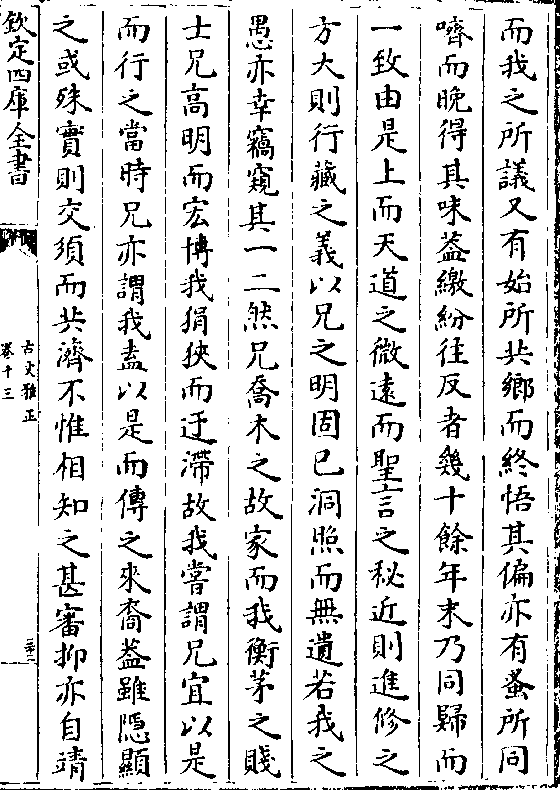 而我之所議又有始所共鄉而終悟其偏亦有蚤所同
嚌而晚得其味葢繳紛往反者幾十餘年末乃同歸而
一致由是上而天道之微遠而聖言之秘近則進修之
方大則行藏之義以兄之明固已洞照而無遺若我之
愚亦幸竊窺其一二然兄喬木之故家而我衡茅之賤
士兄高明而宏博我狷狹而迂滯故我嘗謂兄宜以是
而行之當時兄亦謂我盍以是而傳之來裔葢雖隱顯
之或殊實則交須而共濟不惟相知之甚審抑亦自靖
欽定四庫全書
古文雅正
卷十三